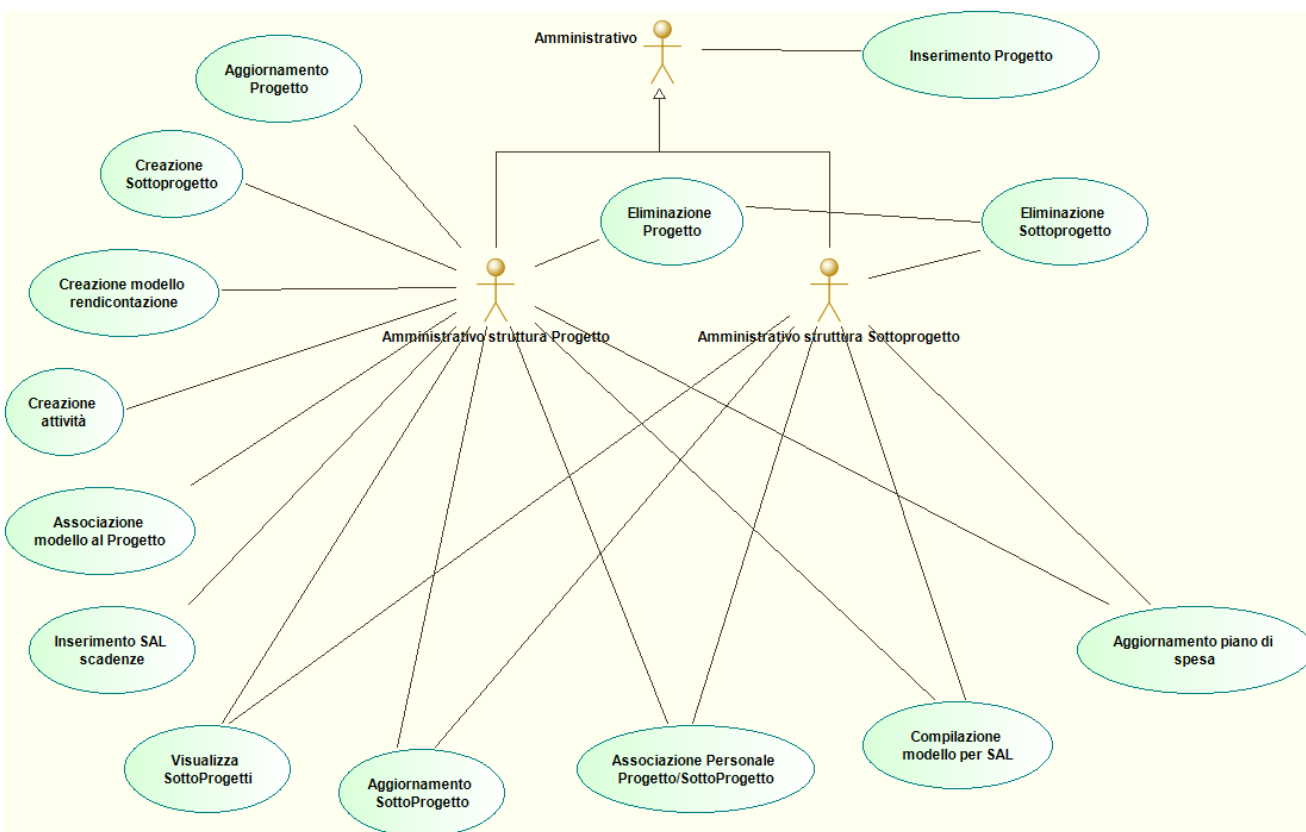 Amministrativo
Inserimento Progetto
Aggiornamento
Progetto
Creazione
Sottoprogetto
Eliminazione
Progetto
Eliminazione
Sottoprogetto
Creazione modello
rendicontazione
Amministrativo struttura Progetto
Amministrativo struttura Sottoprogetto
Creazione
attività
Associazione
modello al Progetto
Inserimento SAL
scadenze
Aggiornamento piano di
spesa
Visualizza
SottoProgetti
Aggiornamento
SottoProgetto
Associazione Personale
Progetto/SottoProgetto
Compilazione
modello per SAL